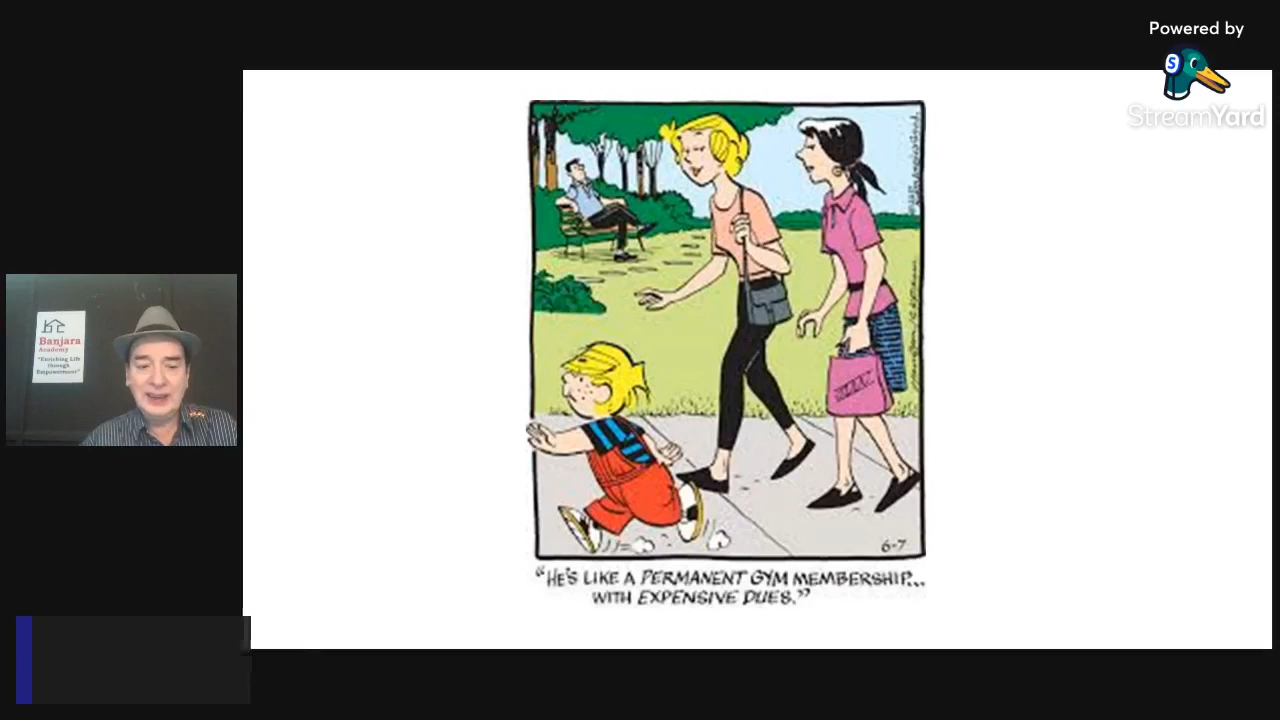 Powered by
S
StreamYard
Banjara
Academy
"Enriching Life
through
Empowerment"
6-7
"HE'S LIKE A PERMANENT GYM MEMBERSHIP...
WITH EXPENSIVE DUES."